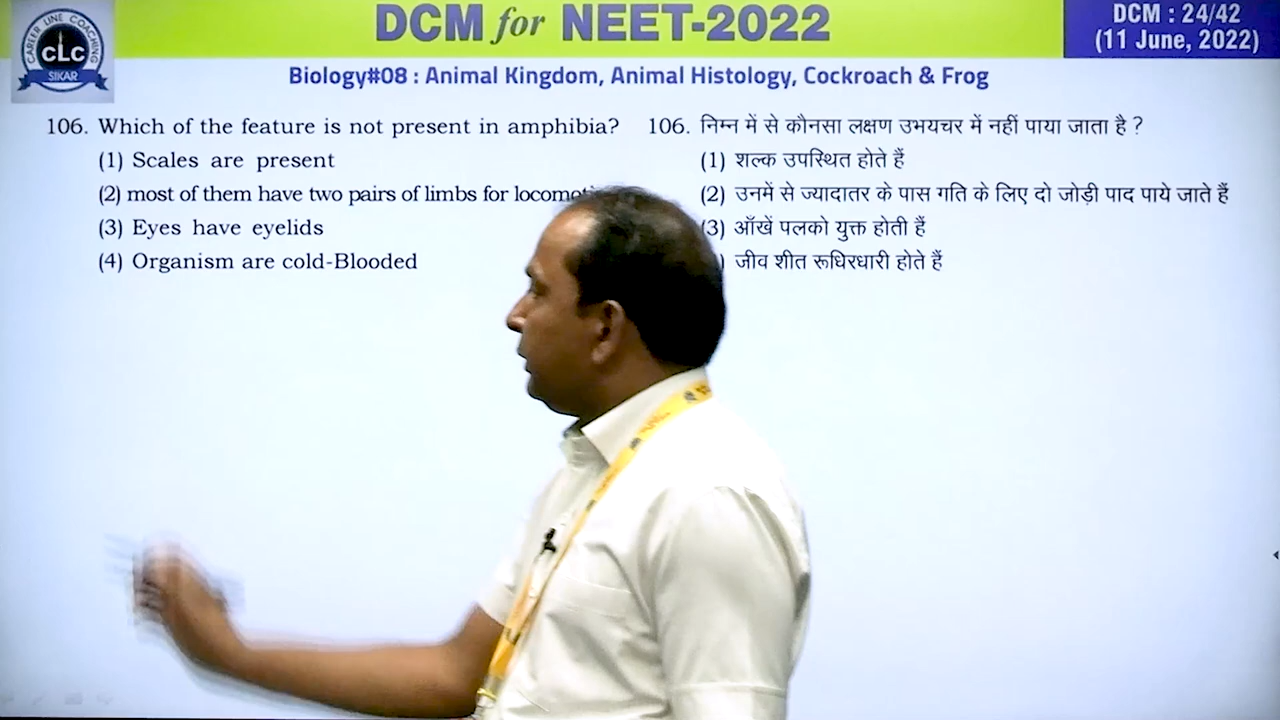 DCM for NEET-2022
DCM : 24/42
(11 June, 2022)
CAREER LINE COACHING
CLC
SIKAR
Biology#08 : Animal Kingdom, Animal Histology, Cockroach & Frog
106. Which of the feature is not present in amphibia?
(1) Scales are present
(2) most of them have two pairs of limbs for
(3) Eyes have eyelids
(4) Organism are cold-Blooded
106. निम्न में से कौनसा लक्षण उभयचर में नहीं पाया जाता है ?
(1) शल्क उपस्थित होते हैं
(2) उनमें से ज्यादातर के पास गति के लिए दो जोड़ी पाद पाये जाते हैं
3) आँखें पलको युक्त होती हैं
) जीव शीत रूधिरधारी होते हैं